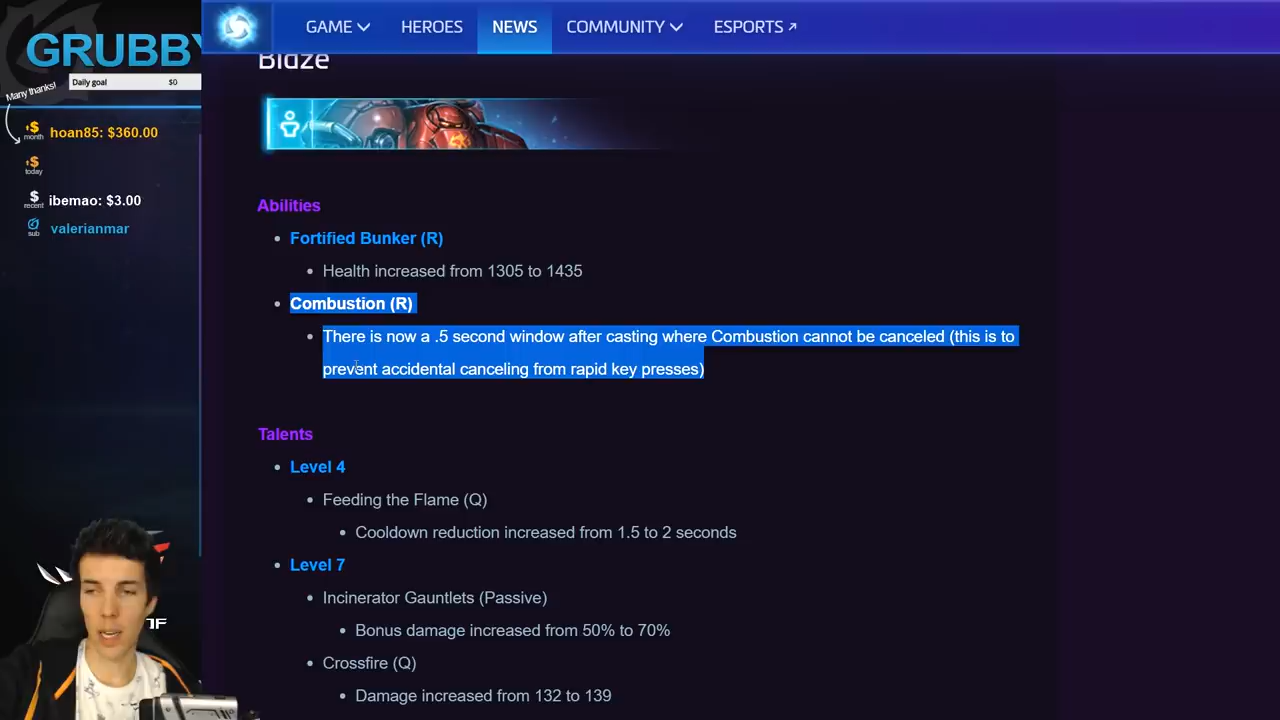 GAME HEROES NEWS COMMUNITY ESPORTS
GRUBBY
Daily goal $0
Many thanks!
$ month hoan85: $360.00
$ today
$ recent ibemao: $3.00
sub valerianmar
Blaze
Abilities
Fortified Bunker (R)
Health increased from 1305 to 1435
Combustion (R)
There is now a .5 second window after casting where Combustion cannot be canceled (this is to
prevent accidental canceling from rapid key presses)
Talents
Level 4
Feeding the Flame (Q)
Cooldown reduction increased from 1.5 to 2 seconds
Level 7
Incinerator Gauntlets (Passive)
Bonus damage increased from 50% to 70%
Crossfire (Q)
Damage increased from 132 to 139